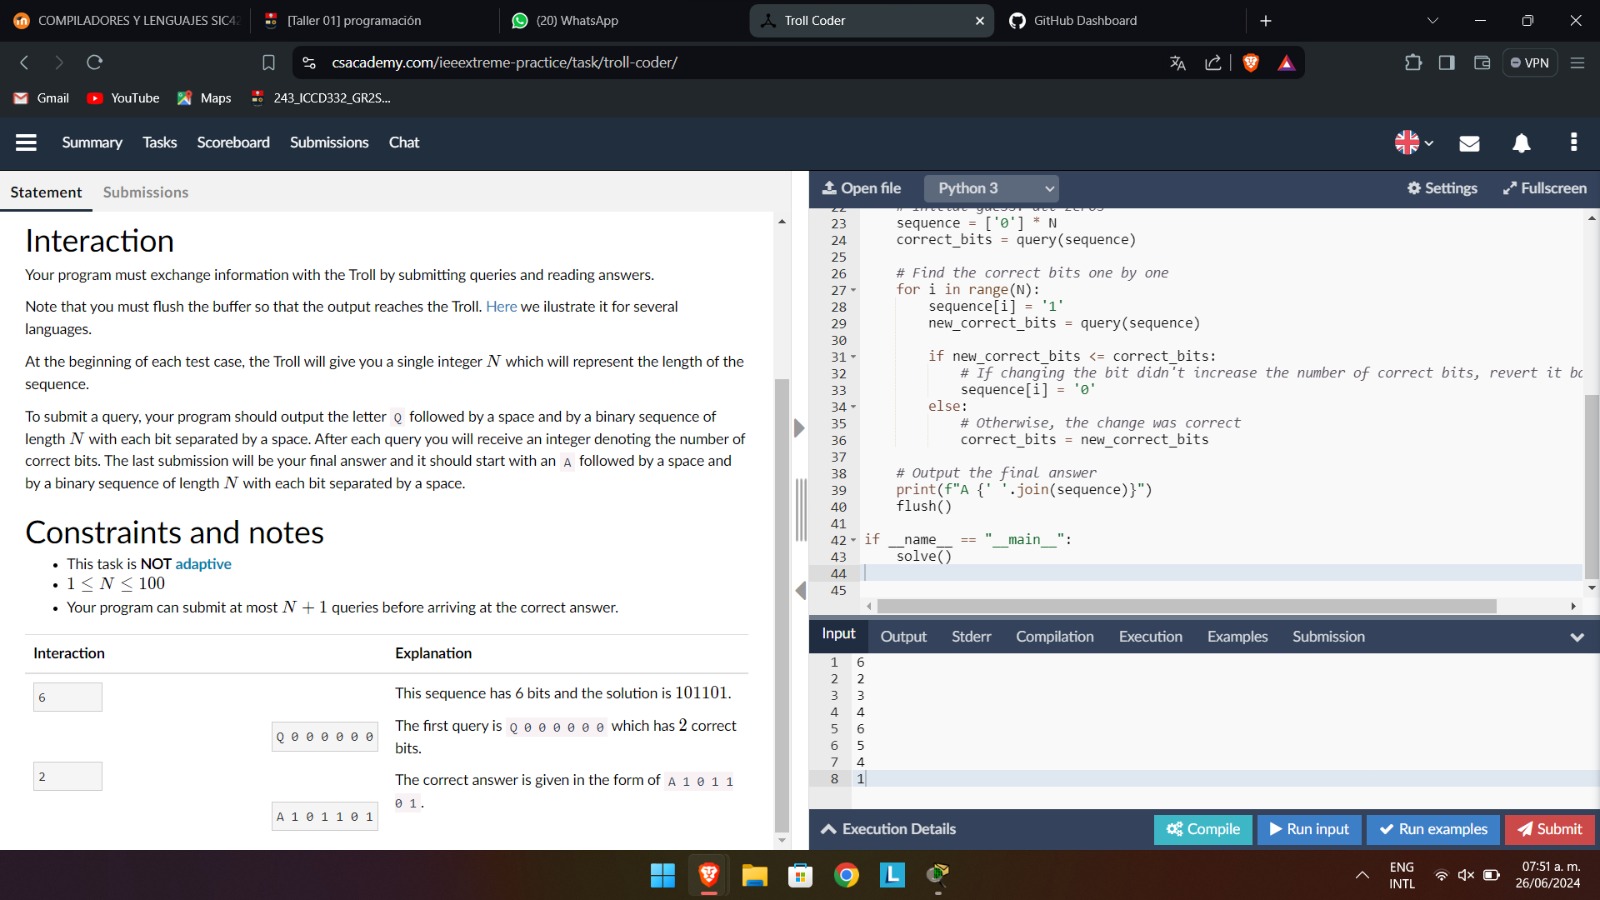 COMPILADORES Y LENGUAJES SIC42
[Taller 01] programación
(20) WhatsApp
Troll Coder
GitHub Dashboard
csacademy.com/ieeextreme-practice/task/troll-coder/
VPN
Gmail
YouTube
Maps
243_ICCD332_GR2S...
Summary
Tasks
Scoreboard
Submissions
Chat
Statement
Submissions
Interaction
Your program must exchange information with the Troll by submitting queries and reading answers.
Note that you must flush the buffer so that the output reaches the Troll. Here we ilustrate it for several
languages.
At the beginning of each test case, the Troll will give you a single integer N which will represent the length of the
sequence.
To submit a query, your program should output the letter Q followed by a space and by a binary sequence of
length N with each bit separated by a space. After each query you will receive an integer denoting the number of
correct bits. The last submission will be your final answer and it should start with an A followed by a space and
by a binary sequence of length N with each bit separated by a space.
Constraints and notes
• This task is NOT adaptive
• 1 ≤ N ≤ 100
• Your program can submit at most N + 1 queries before arriving at the correct answer.
Interaction
Explanation
6
This sequence has 6 bits and the solution is 101101.
Q 0 0 0 0 0 0
The first query is Q 0 0 0 0 0 0 which has 2 correct
bits.
2
The correct answer is given in the form of A 1 0 1 1
0 1 .
A 1 0 1 1 0 1
Open file
Python 3
Settings
Fullscreen
22 # Initial guess: all zeros
23 sequence = ['0'] * N
24 correct_bits = query(sequence)
25
26 # Find the correct bits one by one
27 for i in range(N):
28 sequence[i] = '1'
29 new_correct_bits = query(sequence)
30
31 if new_correct_bits <= correct_bits:
32 # If changing the bit didn't increase the number of correct bits, revert it
33 sequence[i] = '0'
34 else:
35 # Otherwise, the change was correct
36 correct_bits = new_correct_bits
37
38 # Output the final answer
39 print(f"A {' '.join(sequence)}")
40 flush()
41
42 if __name__ == "__main__":
43 solve()
44
45
Input
Output
Stderr
Compilation
Execution
Examples
Submission
1 6
2 2
3 3
4 4
5 6
6 5
7 4
8 1
Execution Details
Compile
Run input
Run examples
Submit
L
ENG
INTL
07:51 a. m.
26/06/2024